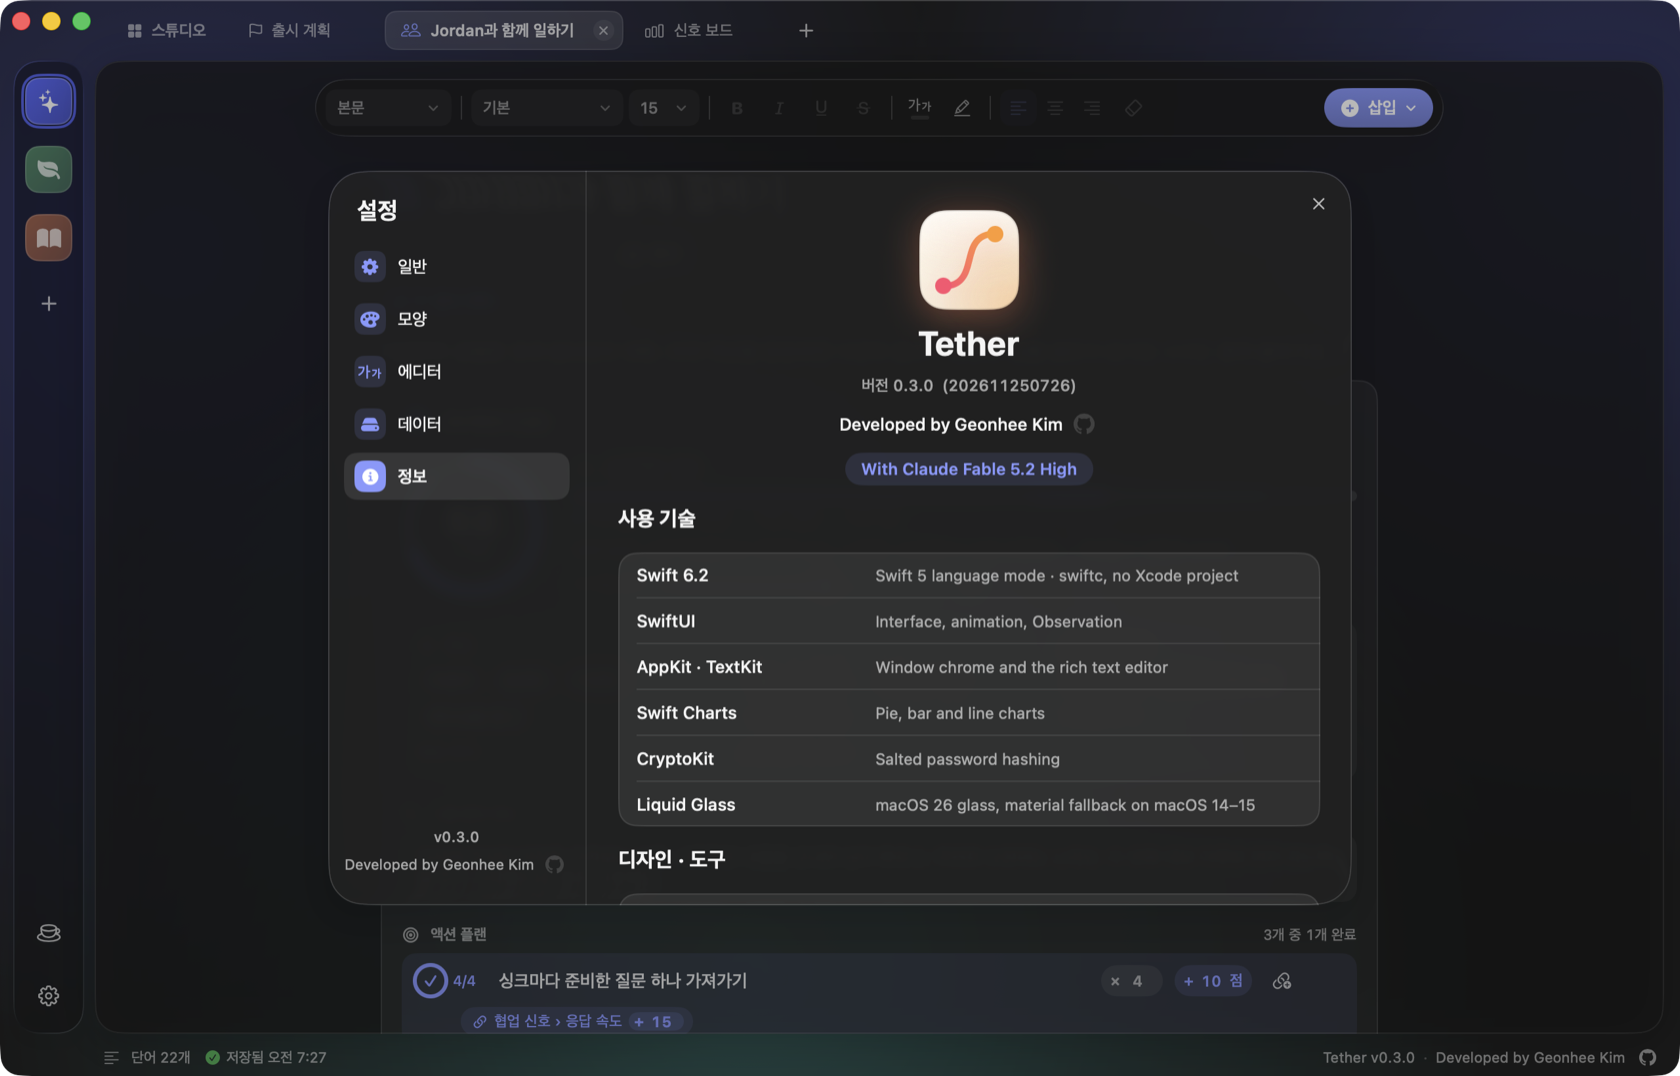 스튜디오
출시 계획
Jordan과 함께 일하기
신호 보드
본문
기본
15
B
I
U
S
가가
삽입
설정
일반
모양
가가 에디터
데이터
정보
v0.3.0
Developed by Geonhee Kim
Tether
버전 0.3.0 (202611250726)
Developed by Geonhee Kim
With Claude Fable 5.2 High
사용 기술
Swift 6.2 Swift 5 language mode · swiftc, no Xcode project
SwiftUI Interface, animation, Observation
AppKit · TextKit Window chrome and the rich text editor
Swift Charts Pie, bar and line charts
CryptoKit Salted password hashing
Liquid Glass macOS 26 glass, material fallback on macOS 14–15
디자인 · 도구
액션 플랜 3개 중 1개 완료
4/4 싱크마다 준비한 질문 하나 가져가기 × 4 + 10 점
협업 신호 › 응답 속도 + 15
단어 22개 저장됨 오전 7:27 Tether v0.3.0 · Developed by Geonhee Kim